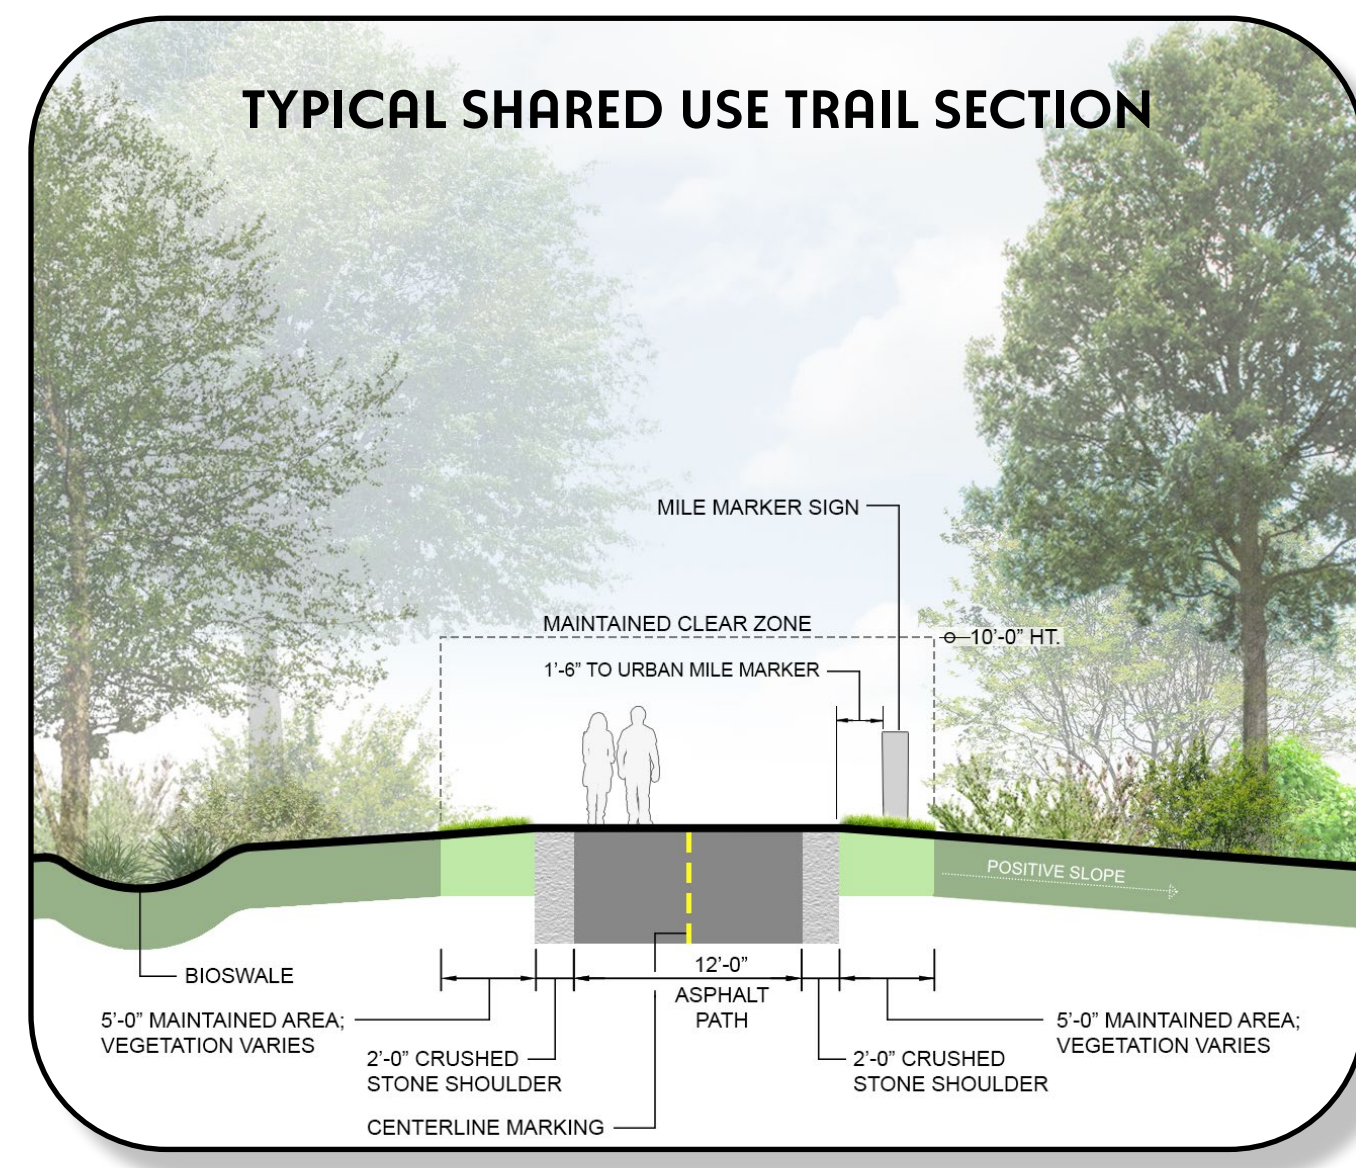 TYPICAL SHARED USE TRAIL SECTION
MILE MARKER SIGN
MAINTAINED CLEAR ZONE
10’-0” HT.
1’-6” TO URBAN MILE MARKER
POSITIVE SLOPE
BIOSWALE
12’-0”
ASPHALT
PATH
5’-0” MAINTAINED AREA;
VEGETATION VARIES
5’-0” MAINTAINED AREA;
VEGETATION VARIES
2’-0” CRUSHED
STONE SHOULDER
2’-0” CRUSHED
STONE SHOULDER
CENTERLINE MARKING